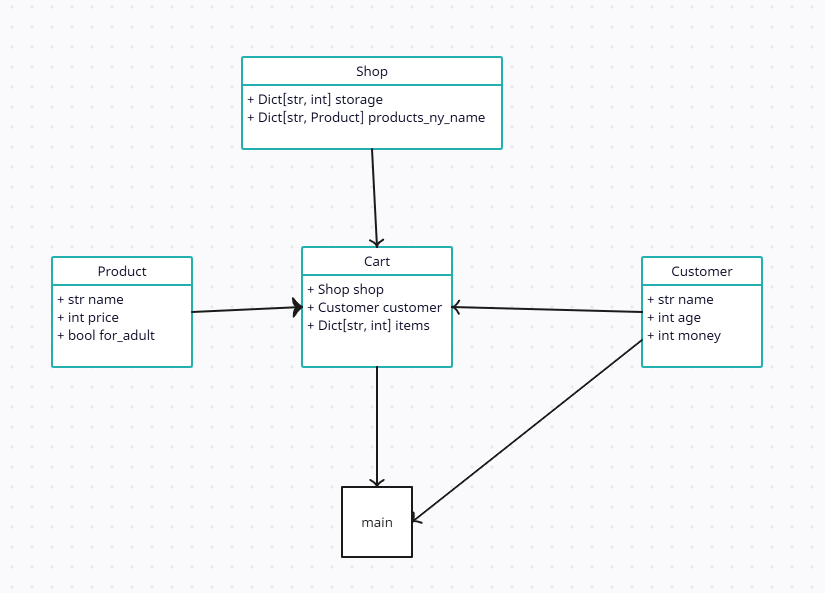 Shop
+ Dict[str, int] storage
+ Dict[str, Product] products_ny_name
Product
+ str name
+ int price
+ bool for_adult
Cart
+ Shop shop
+ Customer customer
+ Dict[str, int] items
Customer
+ str name
+ int age
+ int money
main